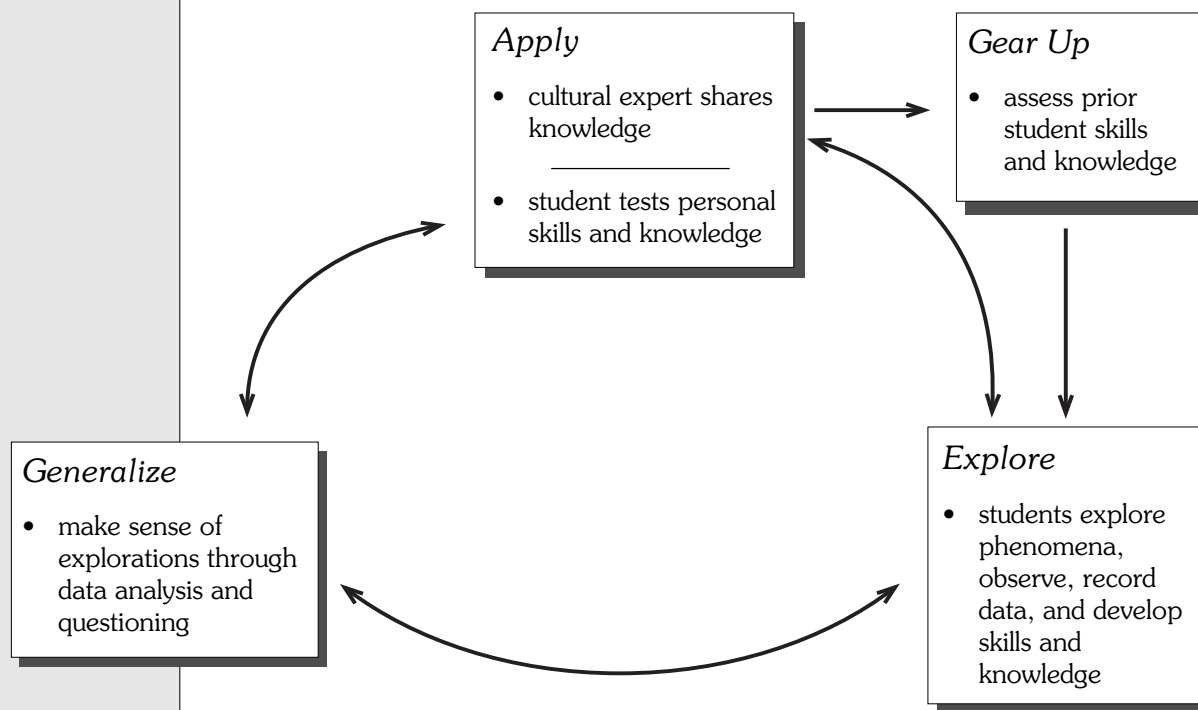 Apply
• cultural expert shares
knowledge
• student tests personal
skills and knowledge
Gear Up
• assess prior
student skills
and knowledge
Generalize
• make sense of
explorations through
data analysis and
questioning
Explore
• students explore
phenomena,
observe, record
data, and develop
skills and
knowledge